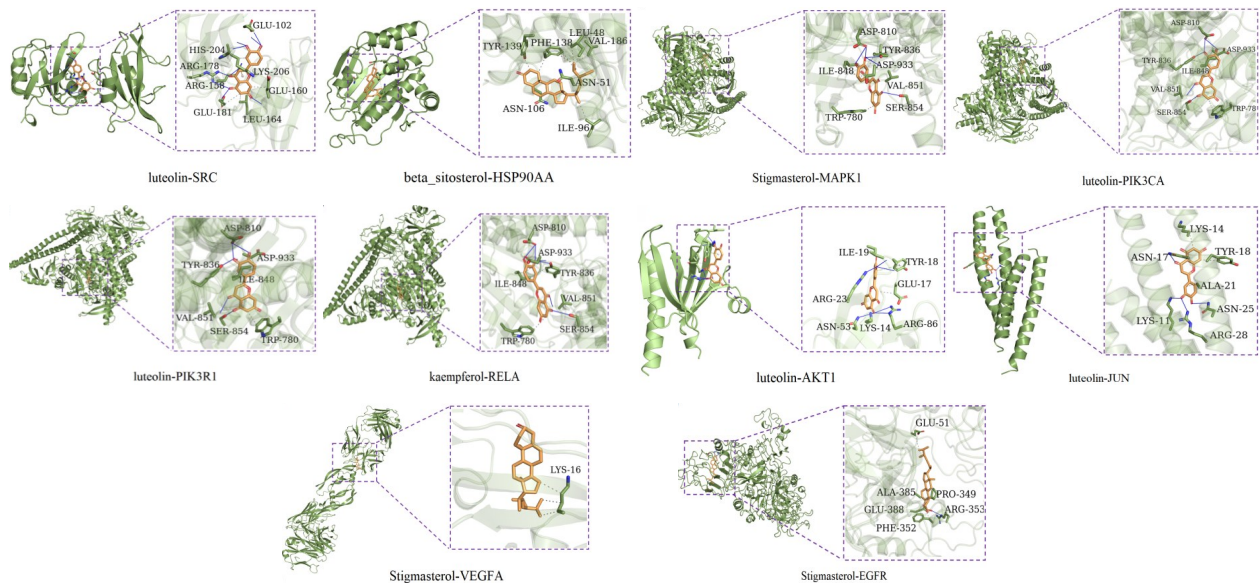 GLU-102
HIS-204
ARG-178
LYS-206
ARG-158
GLU-160
GLU-181
LEU-164
luteolin-SRC
LEU-48
TYR-139
PHE-138
VAL-186
ASN-51
ASN-106
ILE-96
beta_sitosterol-HSP90AA
ASP-810
TYR-836
ILE-848
ASP-933
VAL-851
SER-854
TRP-780
Stigmasterol-MAPK1
ASP-810
ASP-933
TYR-836
ILE-848
VAL-851
SER-854
TRP-780
luteolin-PIK3CA
ASP-810
TYR-836
ASP-933
ILE-848
VAL-851
SER-854
TRP-780
luteolin-PIK3R1
ASP-810
ASP-933
TYR-836
ILE-848
VAL-851
SER-854
TRP-780
kaempferol-RELA
ILE-19
TYR-18
GLU-17
ARG-23
ASN-53
LYS-14
ARG-86
luteolin-AKT1
LYS-14
ASN-17
TYR-18
ALA-21
LYS-11
ASN-25
ARG-28
luteolin-JUN
LYS-16
Stigmasterol-VEGFA
GLU-51
ALA-385
PRO-349
GLU-388
ARG-353
PHE-352
Stigmasterol-EGFR